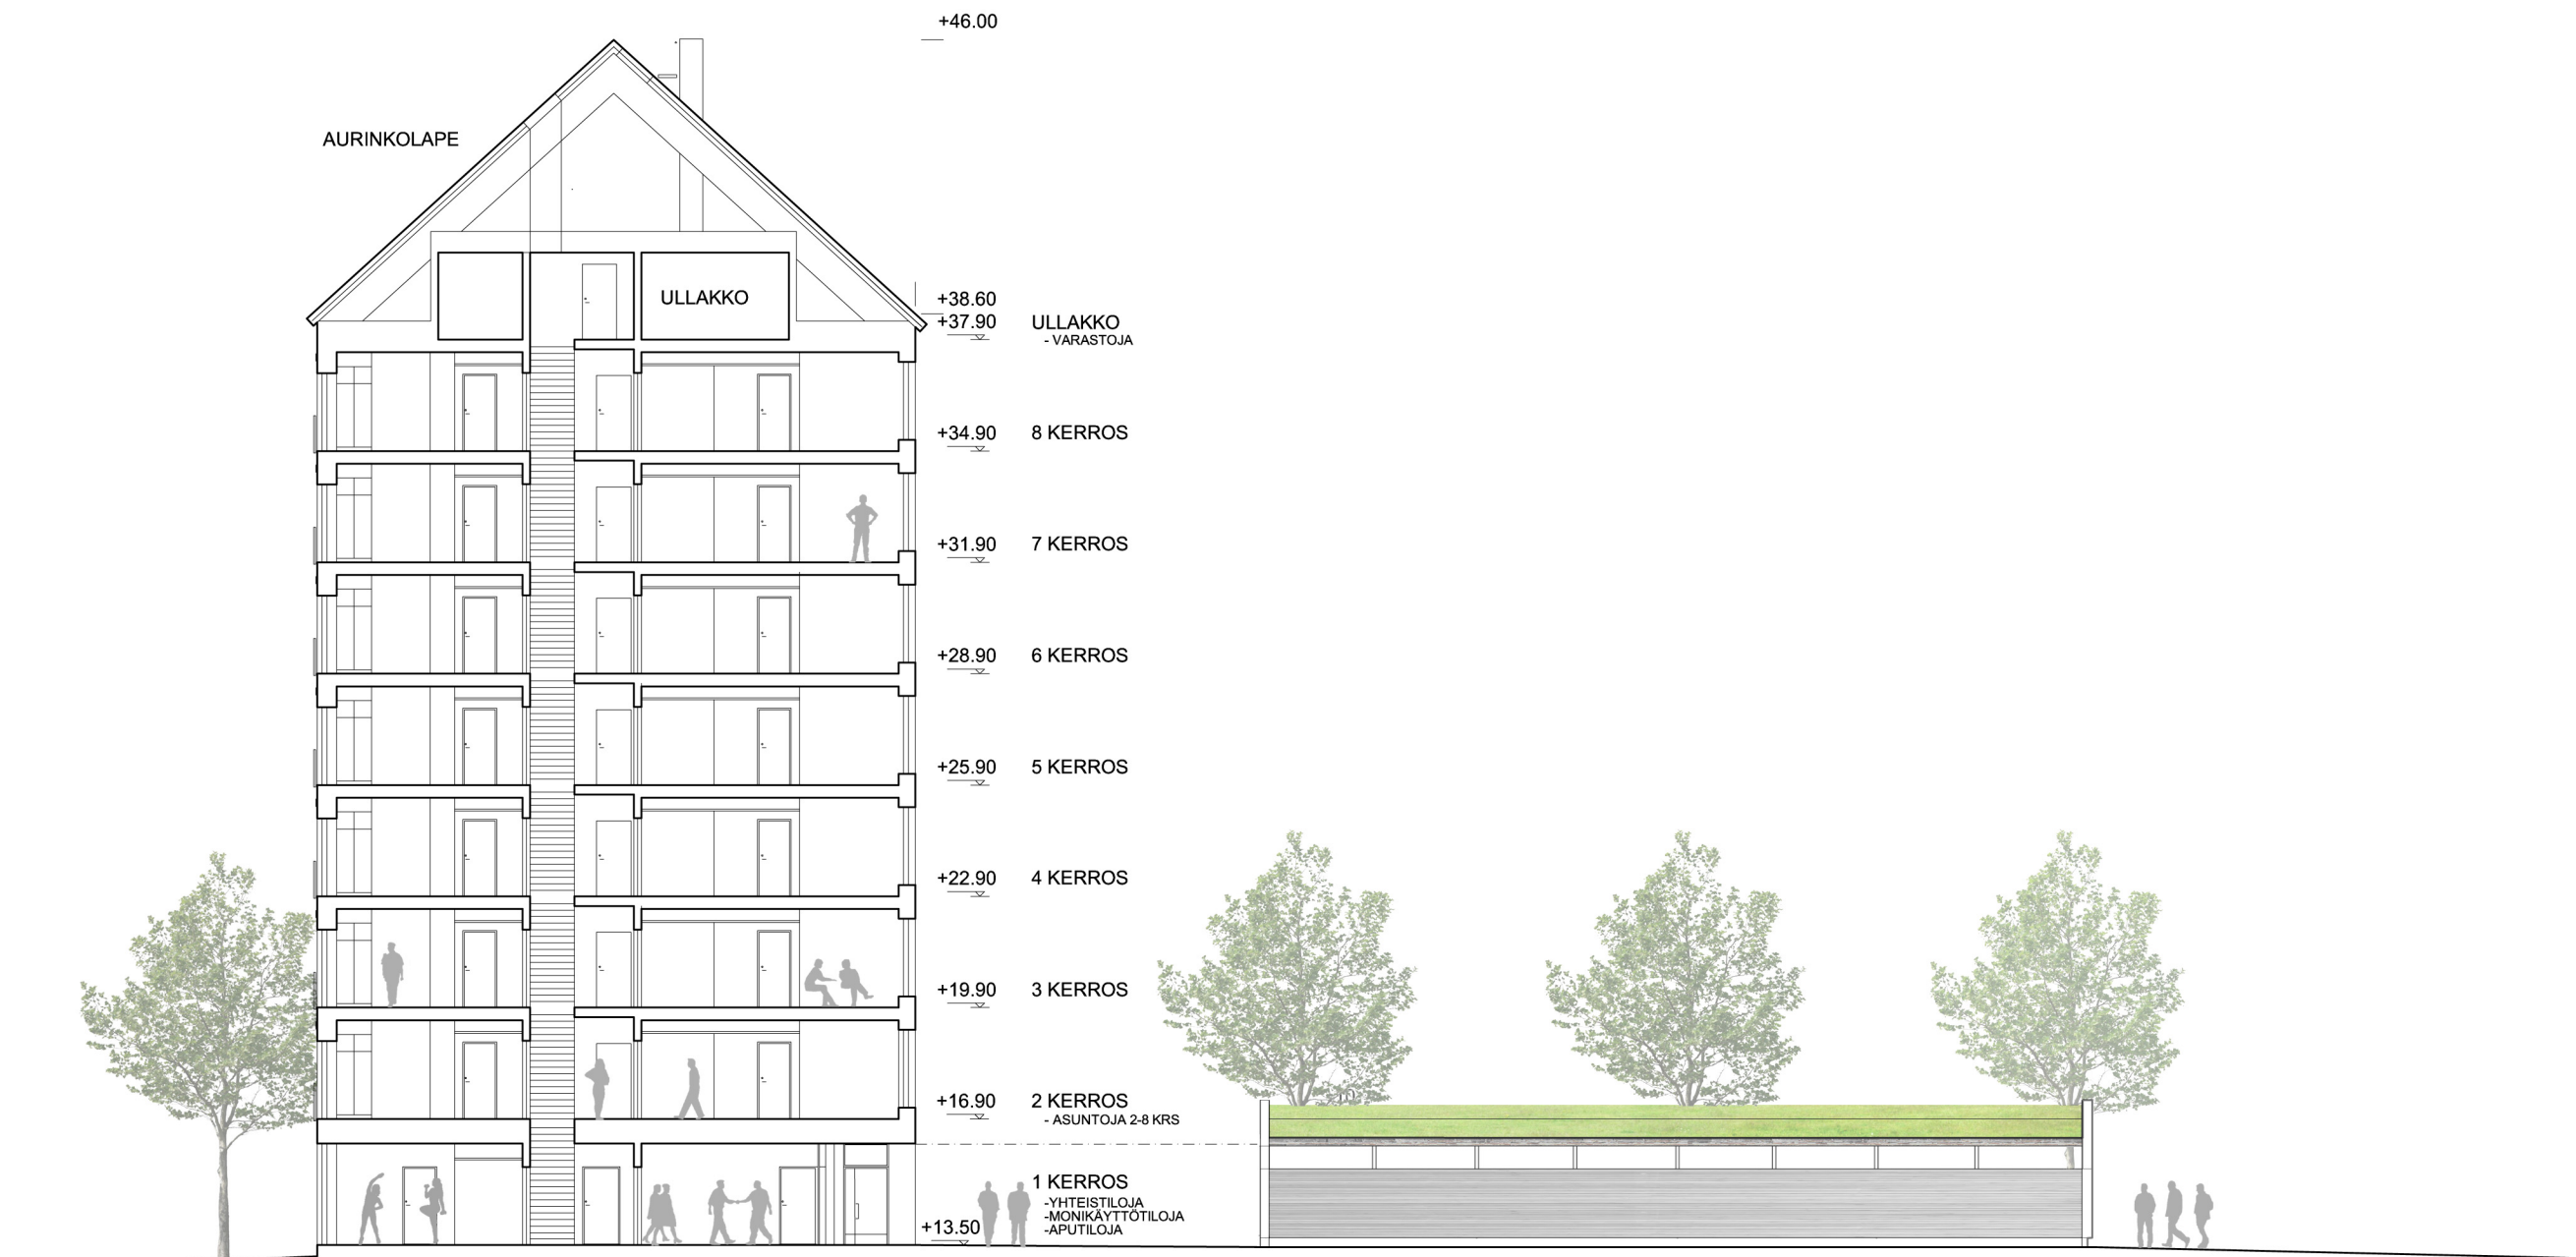 +46.00
AURINKOLAPE
ULLAKKO
+38.60
+37.90 ULLAKKO
- VARASTOJA
+34.90 8 KERROS
+31.90 7 KERROS
+28.90 6 KERROS
+25.90 5 KERROS
+22.90 4 KERROS
+19.90 3 KERROS
+16.90 2 KERROS
- ASUNTOJA 2-8 KRS
1 KERROS
-YHTEISTILOJA
-MONIKÄYTTÖTILOJA
+13.50 -APUTILOJA